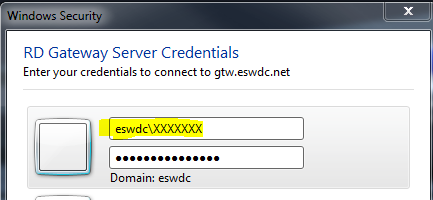 Windows Security
RD Gateway Server Credentials
Enter your credentials to connect to gtw.eswdc.net
eswdc\XXXXXXX
●●●●●●●●●●●●●●●
Domain: eswdc